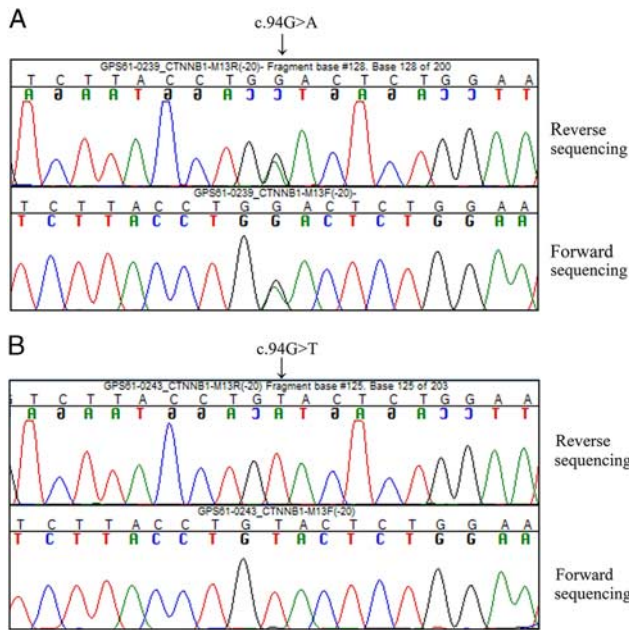 A
c.94G>A
GPS61-0239_CTNNB1-M13R(-20)- Fragment base #128. Base 128 of 200
T C T T A C C T G G A C T C T G G A A
A G A A T G G A C C T G A G A C C T T
Reverse
sequencing
GPS61-0239_CTNNB1-M13F(-20)-
T C T T A C C T G G A C T C T G G A A
T C T T A C C T G G A C T C T G G A A
Forward
sequencing
B
c.94G>T
GPS61-0243_CTNNB1-M13R(-20) Fragment base #125. Base 125 of 203
G T C T T A C C T G T A C T C T G G A A
A G A A T G G A C A T G A G A C C T T
Reverse
sequencing
GPS61-0243_CTNNB1-M13F(-20)
T C T T A C C T G T A C T C T G G A A
T C T T A C C T G T A C T C T G G A A
Forward
sequencing